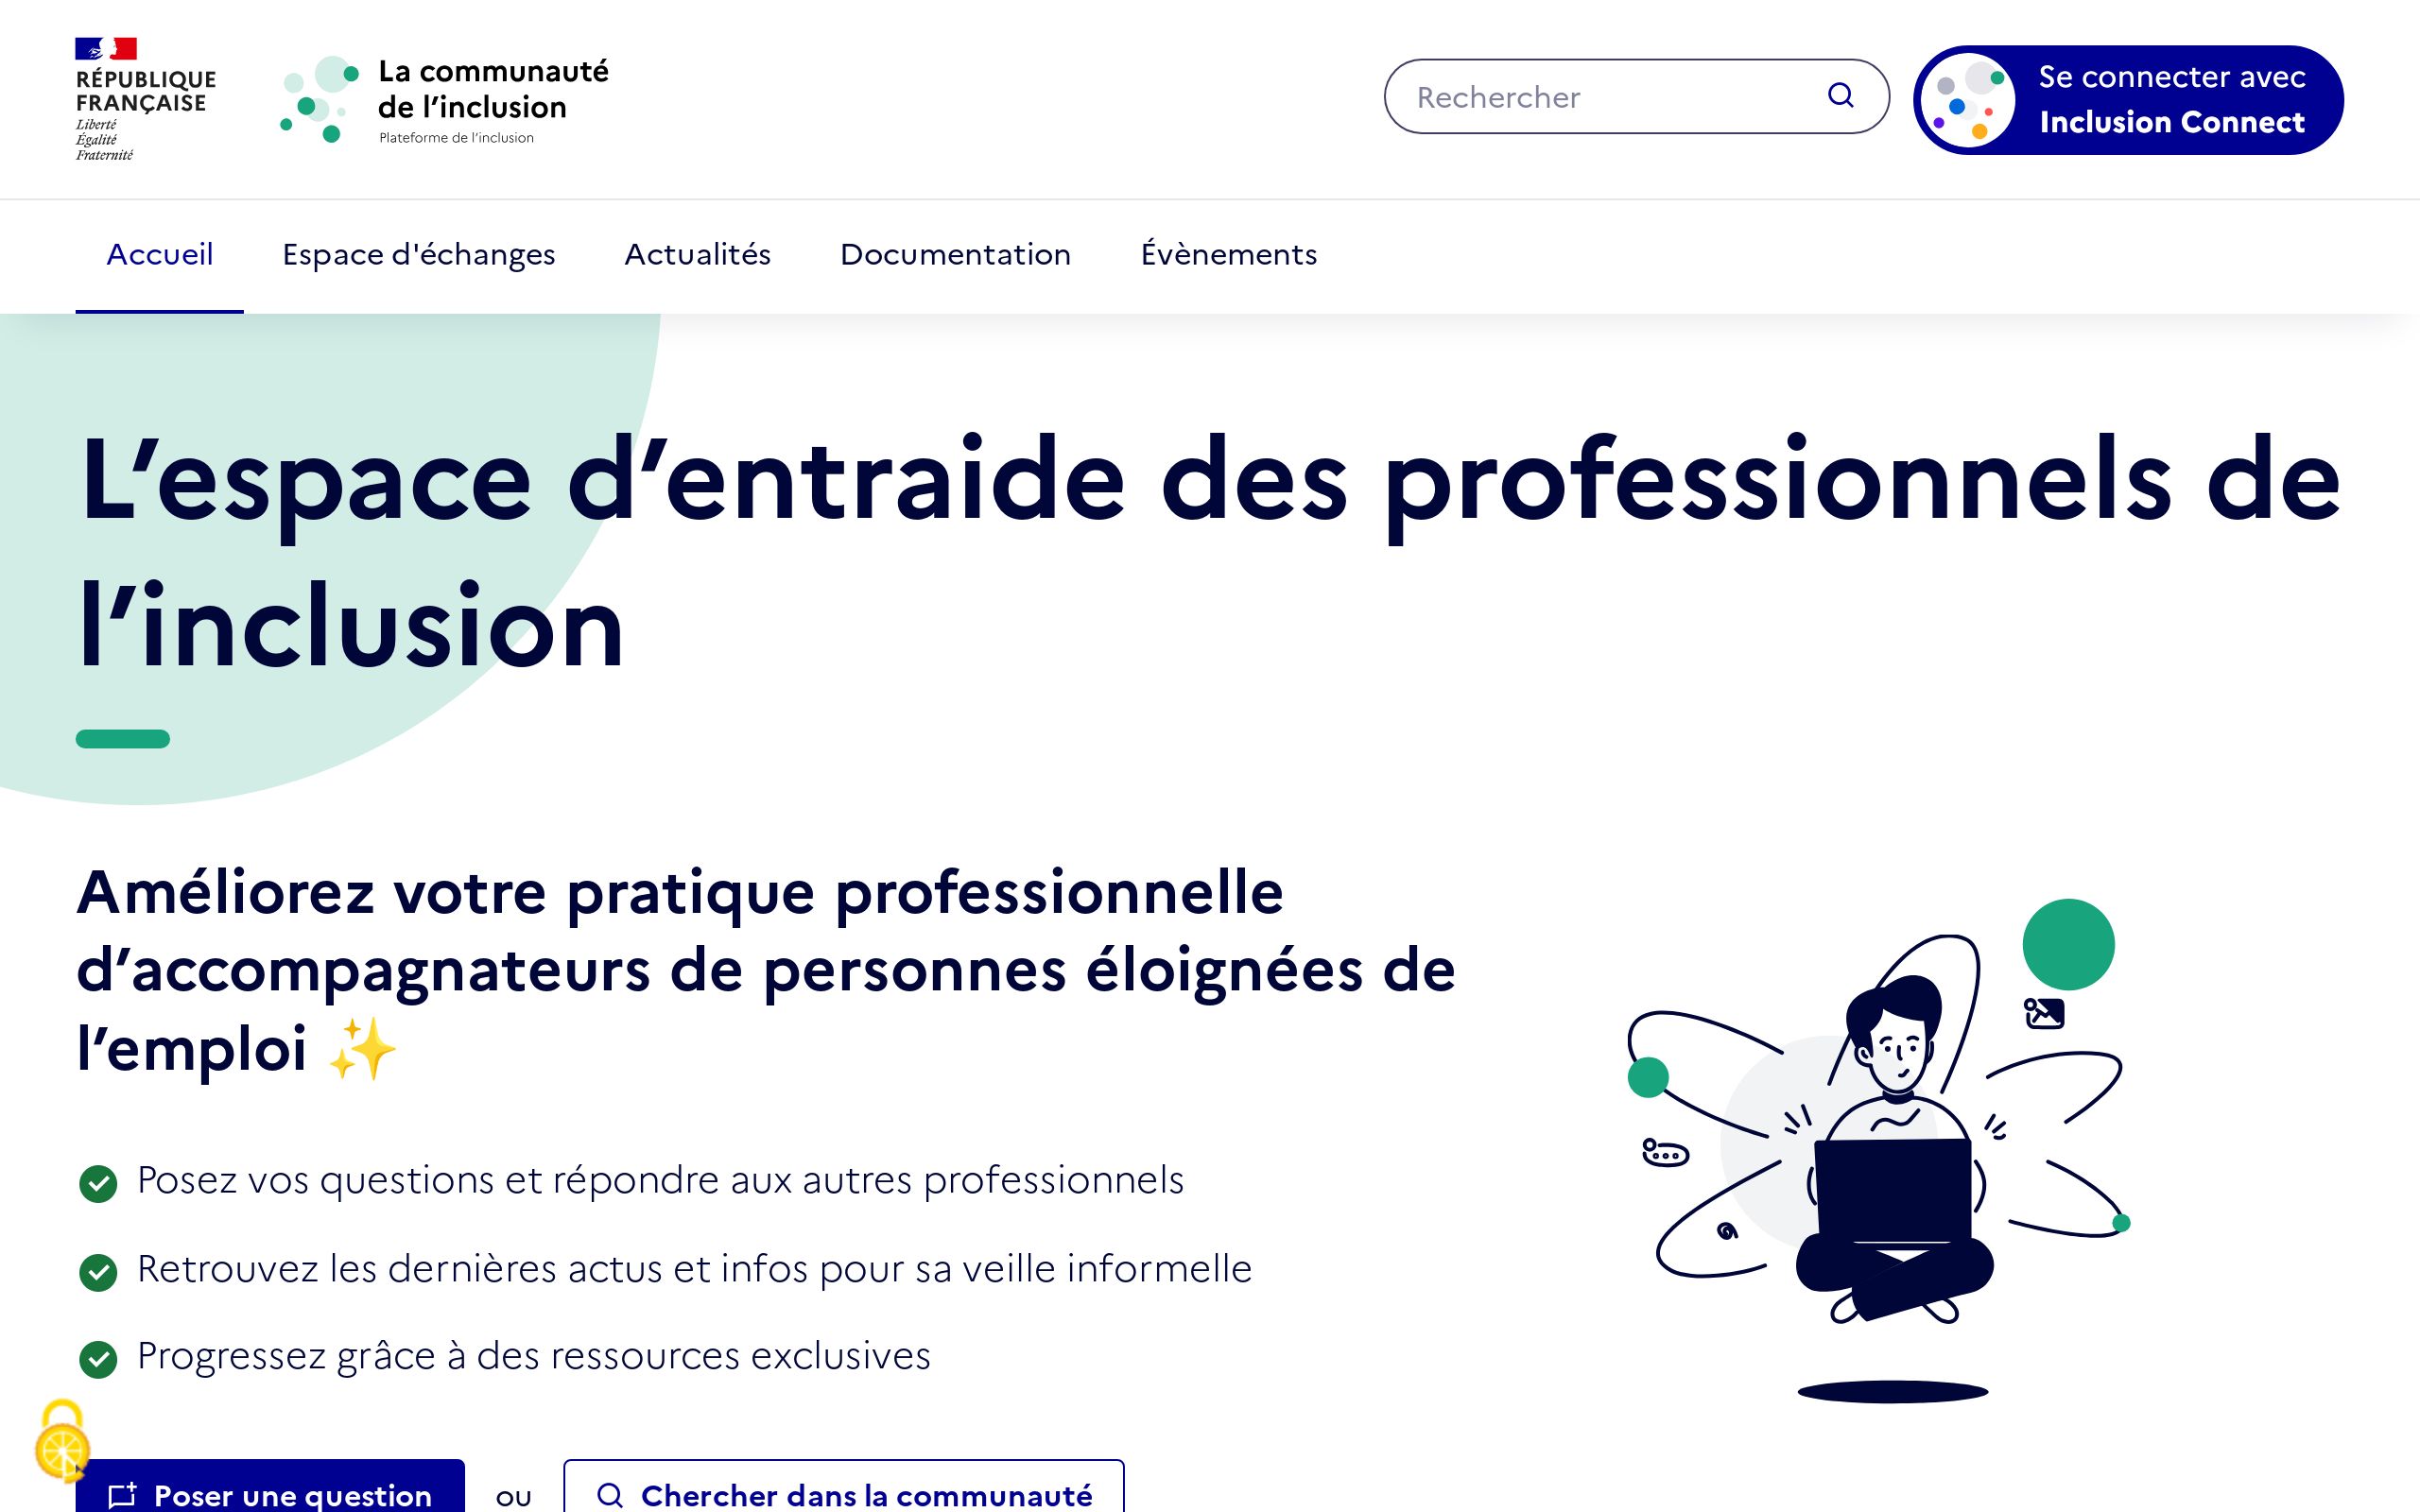 RÉPUBLIQUE
FRANÇAISE
Liberté
Égalité
Fraternité
La communauté
de l’inclusion
Plateforme de l’inclusion
Rechercher
Se connecter avec
Inclusion Connect
Accueil
Espace d'échanges
Actualités
Documentation
Évènements
L’espace d’entraide des professionnels de
l’inclusion
Améliorez votre pratique professionnelle
d’accompagnateurs de personnes éloignées de
l’emploi ✨
Posez vos questions et répondre aux autres professionnels
Retrouvez les dernières actus et infos pour sa veille informelle
Progressez grâce à des ressources exclusives
Poser une question
ou
Chercher dans la communauté